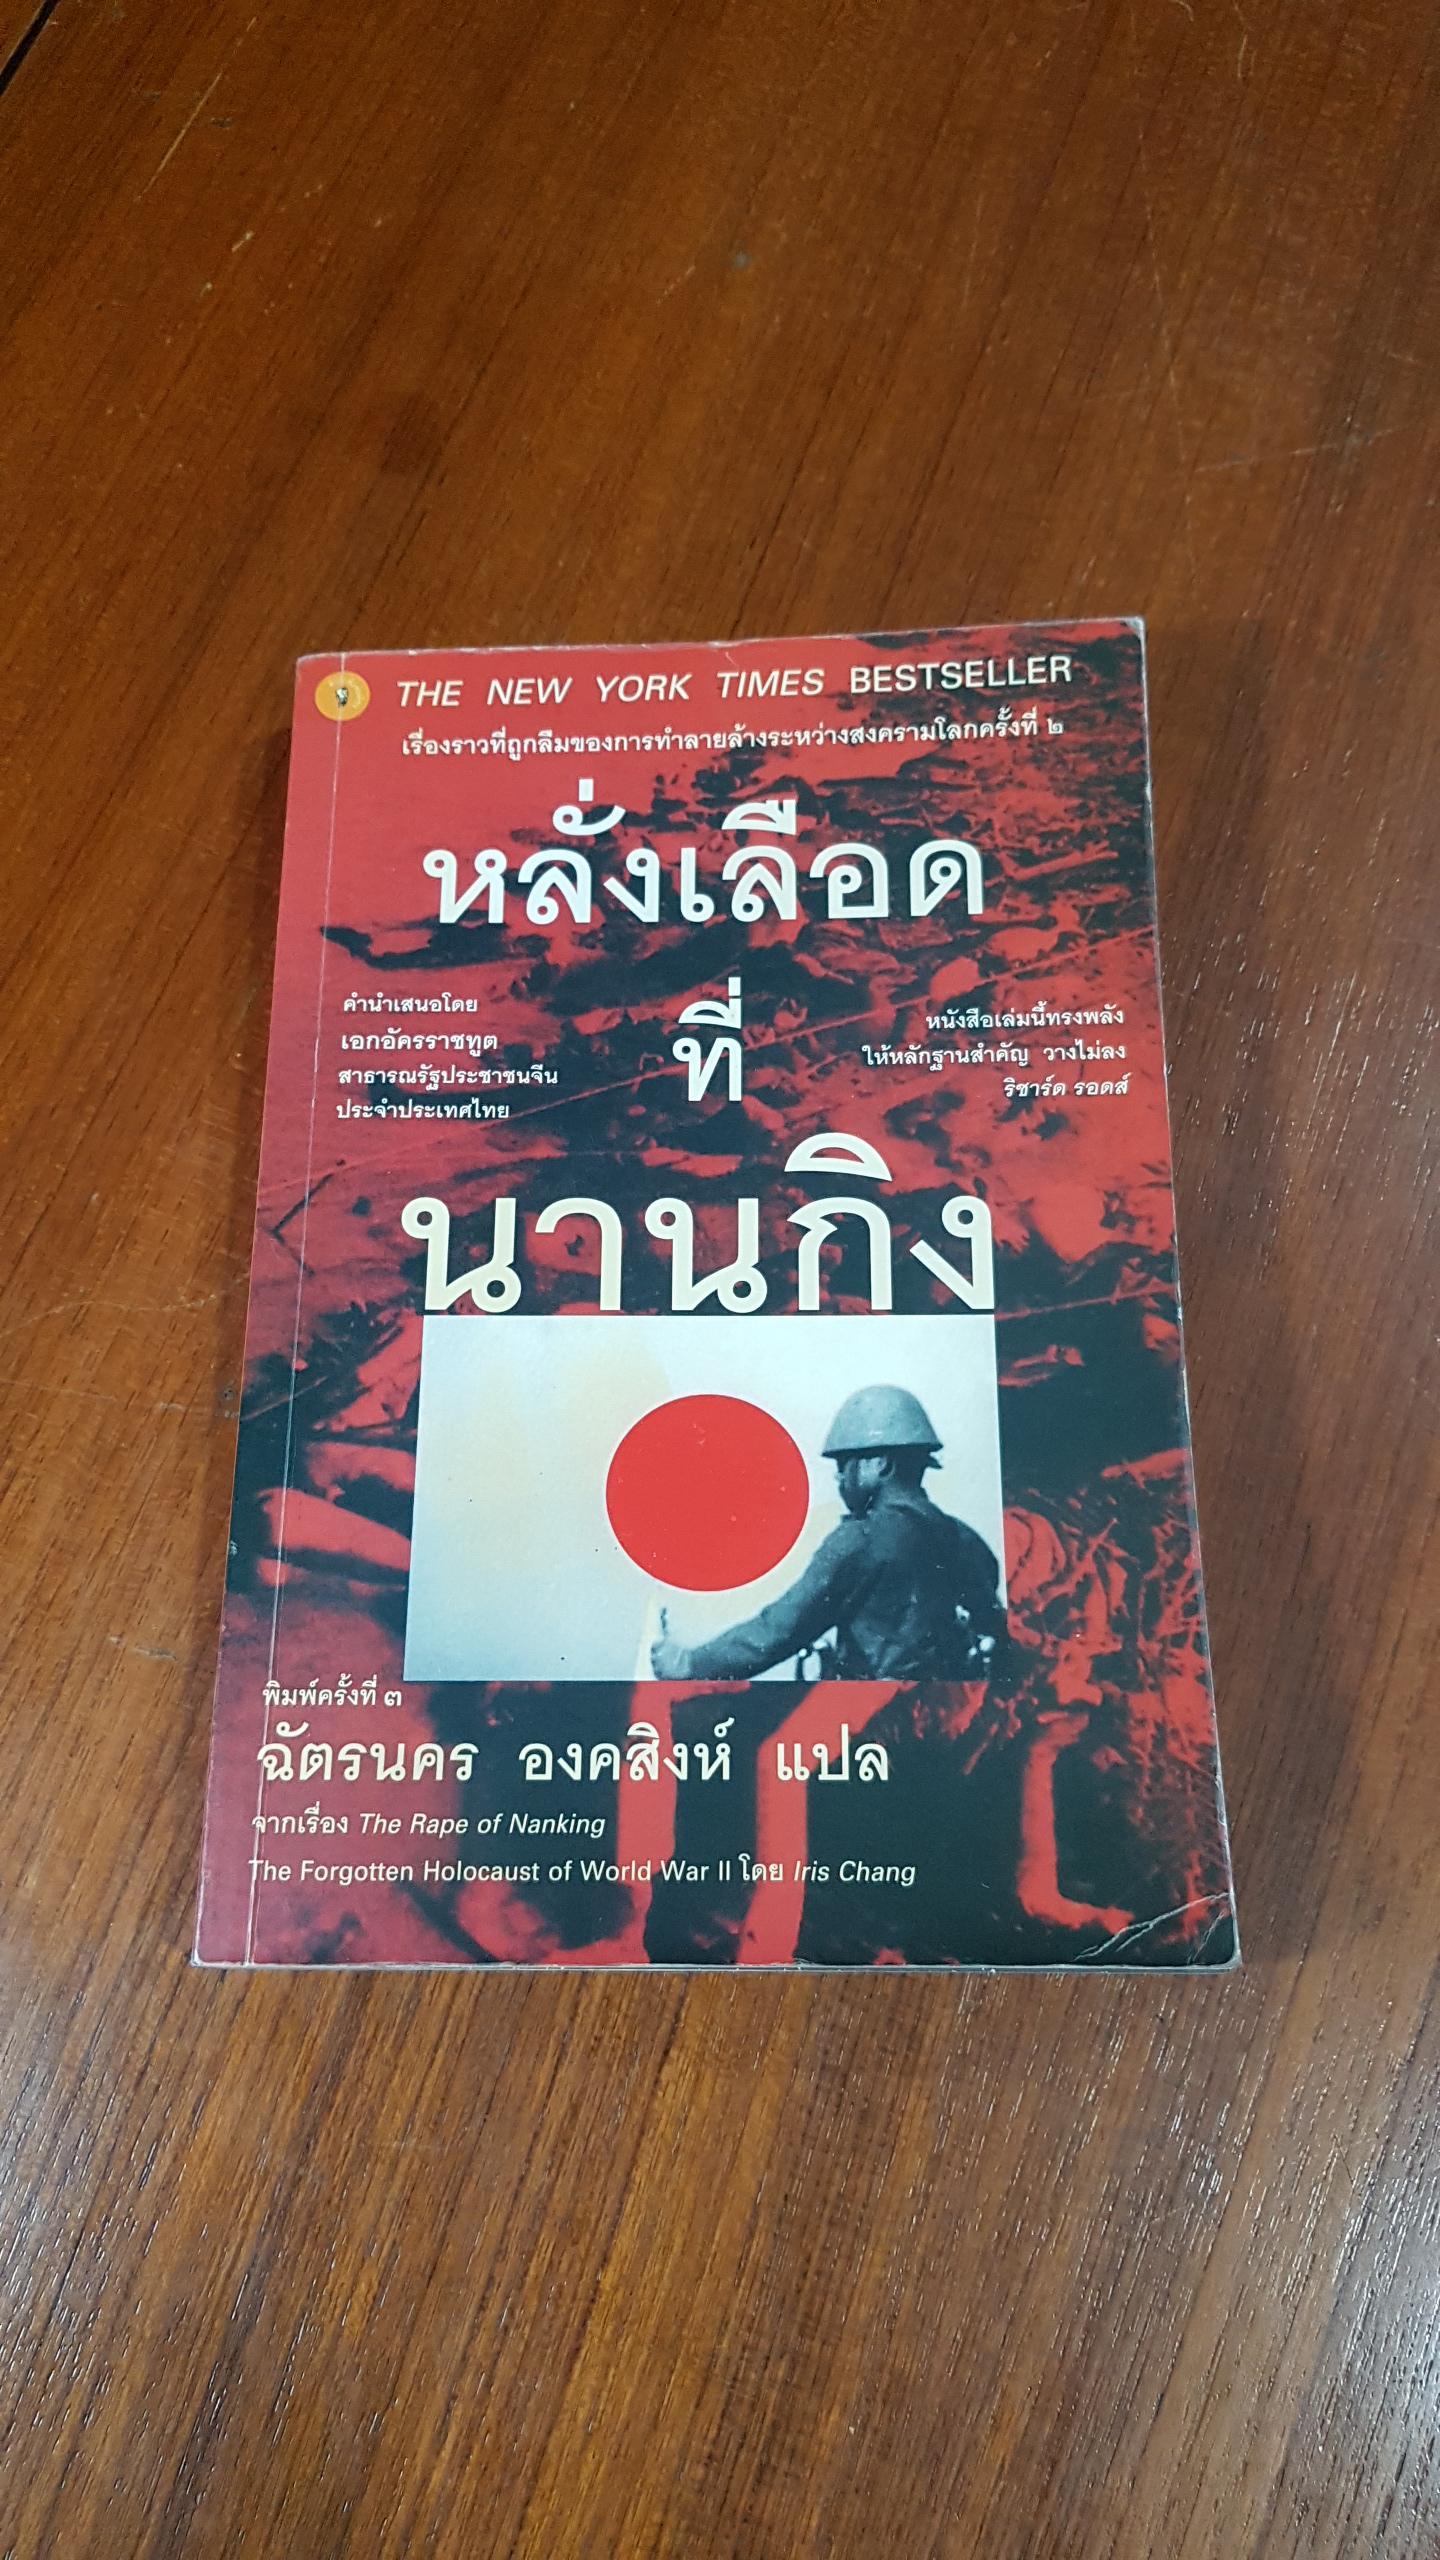 THE NEW YORK TIMES BESTSELLER
เรื่องราวที่ถูกลืมของการทำลายล้างระหว่างสงครามโลกครั้งที่ ๒
หลั่งเลือด
ที่
นานกิง
คำนำเสนอโดย
เอกอัครราชทูต
สาธารณรัฐประชาชนจีน
ประจำประเทศไทย
หนังสือเล่มนี้ทรงพลัง
ให้หลักฐานสำคัญ วางไม่ลง
ริชาร์ด รอดส์
พิมพ์ครั้งที่ ๓
ฉัตรนคร องคสิงห์ แปล
จากเรื่อง The Rape of Nanking
The Forgotten Holocaust of World War II โดย Iris Chang